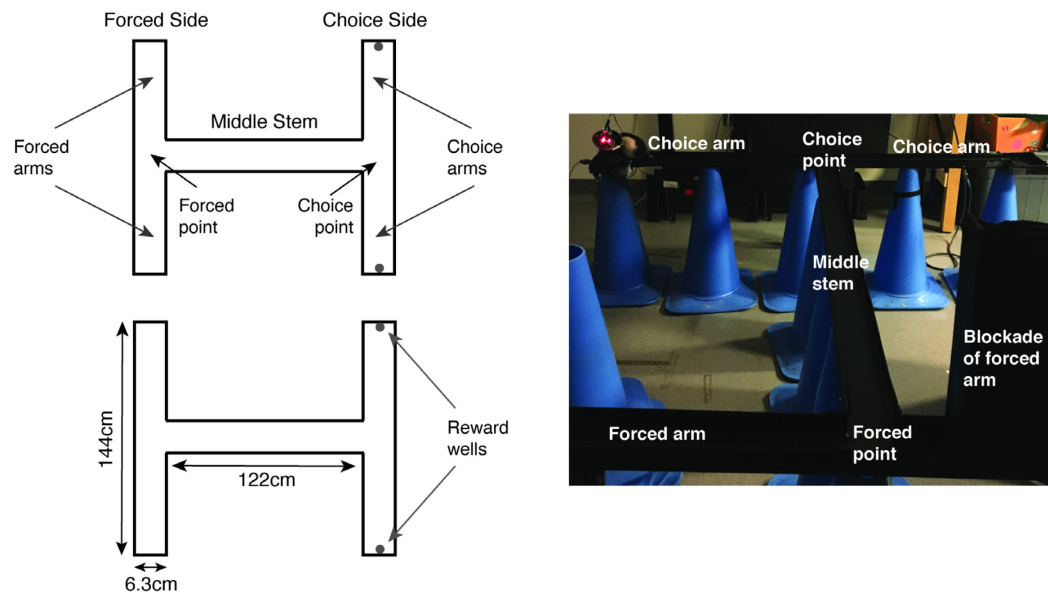 Forced Side
Choice Side
Middle Stem
Forced
arms
Choice
arms
Forced
point
Choice
point
144cm
122cm
6.3cm
Reward
wells
Choice arm
Choice
point
Choice arm
Middle
stem
Blockade
of forced
arm
Forced arm
Forced
point